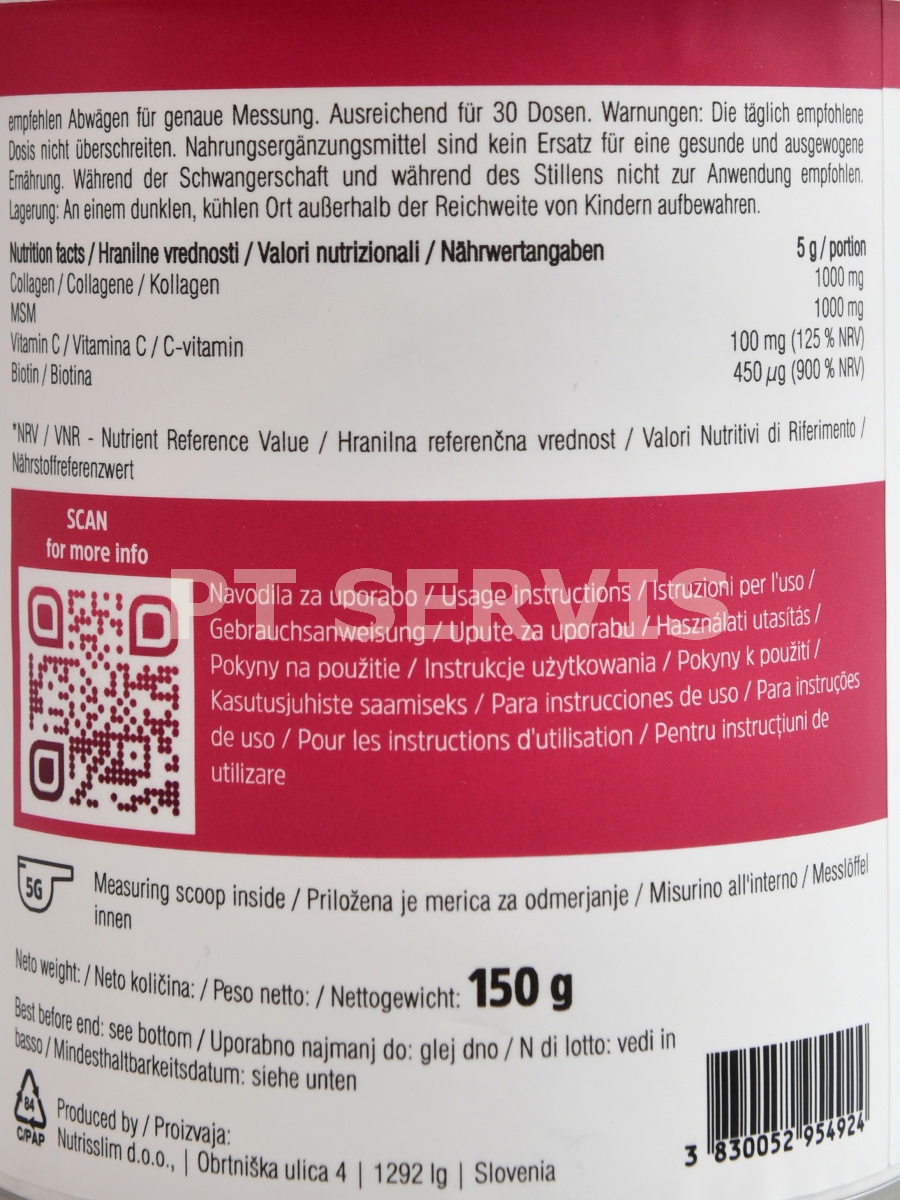 empfehlen Abwägen für genaue Messung. Ausreichend für 30 Dosen. Warnungen: Die täglich empfohlene
Dosis nicht überschreiten. Nahrungsergänzungsmittel sind kein Ersatz für eine gesunde und ausgewogene
Ernährung. Während der Schwangerschaft und während des Stillens nicht zur Anwendung empfohlen.
Lagerung: An einem dunklen, kühlen Ort außerhalb der Reichweite von Kindern aufbewahren.
Nutrition facts / Hranilne vrednosti / Valori nutrizionali / Nährwertangaben 5 g / portion
Collagen / Collagene / Kollagen 1000 mg
MSM 1000 mg
Vitamin C / Vitamina C / C-vitamin 100 mg (125 % NRV)
Biotin / Biotina 450 µg (900 % NRV)
*NRV / VNR - Nutrient Reference Value / Hranilna referenčna vrednost / Valori Nutritivi di Riferimento /
Nährstoffreferenzwert
SCAN
for more info
PT SERVIS
Navodila za uporabo / Usage instructions / Istruzioni per l'uso /
Gebrauchsanweisung / Upute za uporabu / Használati utasítás /
Pokyny na použitie / Instrukcje użytkowania / Pokyny k použití /
Kasutusjuhiste saamiseks / Para instrucciones de uso / Para instruções
de uso / Pour les instructions d'utilisation / Pentru instrucțiuni de
utilizare
5G
Measuring scoop inside / Priložena je merica za odmerjanje / Misurino all'interno / Messlöffel
innen
Neto weight: / Neto količina: / Peso netto: / Nettogewicht: 150 g
Best before end: see bottom / Uporabno najmanj do: glej dno / N di lotto: vedi in
basso / Mindesthaltbarkeitsdatum: siehe unten
84
C/PAP
Produced by / Proizvaja:
Nutrisslim d.o.o., | Obrtniška ulica 4 | 1292 Ig | Slovenia
3 830052 954924